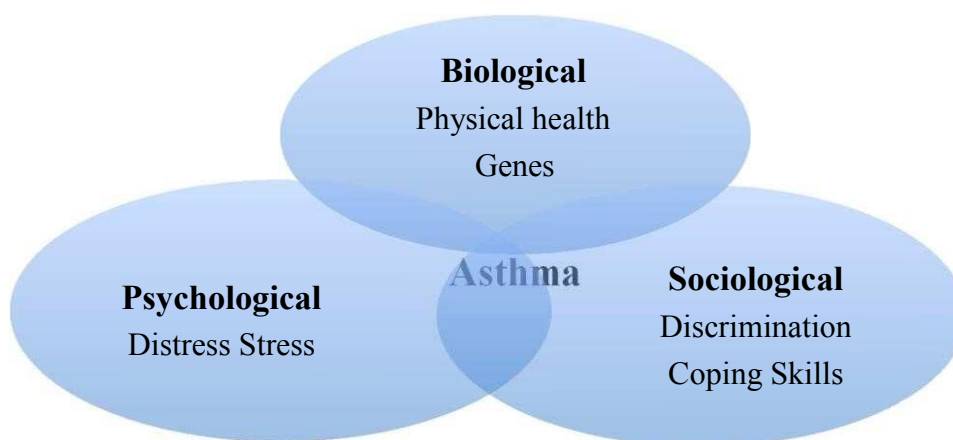 Biological
Physical health
Genes
Asthma
Psychological
Distress Stress
Sociological
Discrimination
Coping Skills